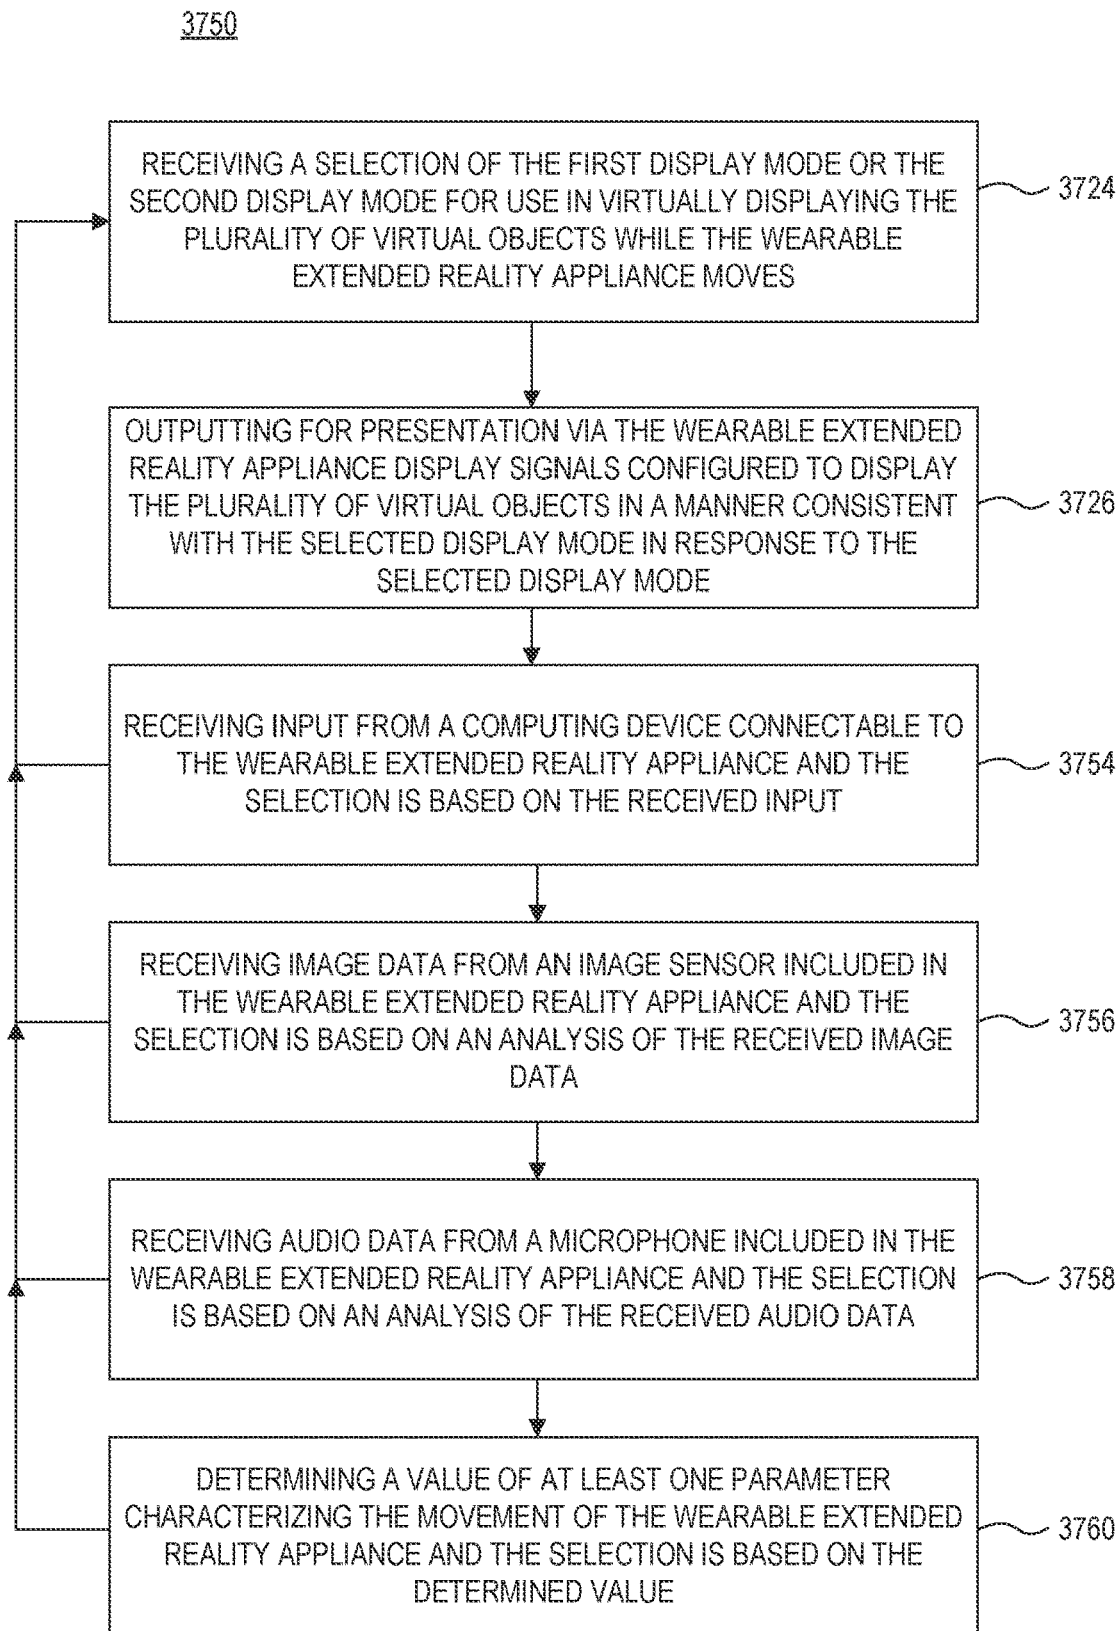 3750
RECEIVING A SELECTION OF THE FIRST DISPLAY MODE OR THE
SECOND DISPLAY MODE FOR USE IN VIRTUALLY DISPLAYING THE
PLURALITY OF VIRTUAL OBJECTS WHILE THE WEARABLE
EXTENDED REALITY APPLIANCE MOVES
3724
OUTPUTTING FOR PRESENTATION VIA THE WEARABLE EXTENDED
REALITY APPLIANCE DISPLAY SIGNALS CONFIGURED TO DISPLAY
THE PLURALITY OF VIRTUAL OBJECTS IN A MANNER CONSISTENT
WITH THE SELECTED DISPLAY MODE IN RESPONSE TO THE
SELECTED DISPLAY MODE
3726
RECEIVING INPUT FROM A COMPUTING DEVICE CONNECTABLE TO
THE WEARABLE EXTENDED REALITY APPLIANCE AND THE
SELECTION IS BASED ON THE RECEIVED INPUT
3754
RECEIVING IMAGE DATA FROM AN IMAGE SENSOR INCLUDED IN
THE WEARABLE EXTENDED REALITY APPLIANCE AND THE
SELECTION IS BASED ON AN ANALYSIS OF THE RECEIVED IMAGE
DATA
3756
RECEIVING AUDIO DATA FROM A MICROPHONE INCLUDED IN THE
WEARABLE EXTENDED REALITY APPLIANCE AND THE SELECTION
IS BASED ON AN ANALYSIS OF THE RECEIVED AUDIO DATA
3758
DETERMINING A VALUE OF AT LEAST ONE PARAMETER
CHARACTERIZING THE MOVEMENT OF THE WEARABLE EXTENDED
REALITY APPLIANCE AND THE SELECTION IS BASED ON THE
DETERMINED VALUE
3760